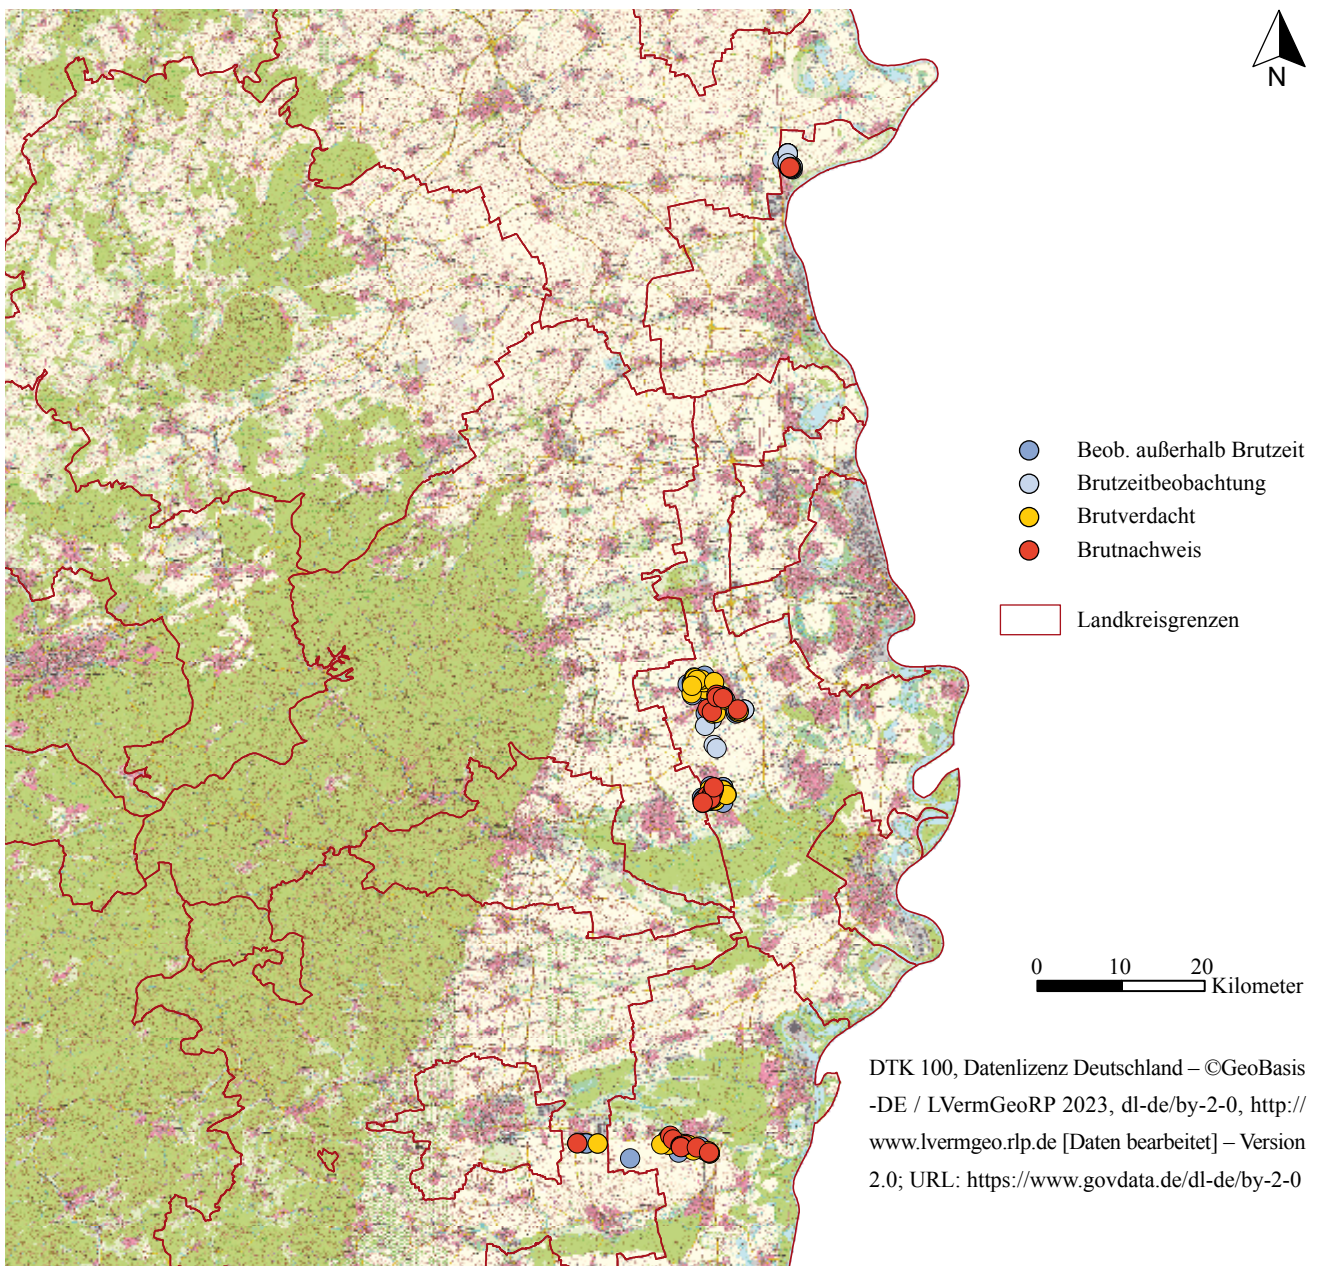 N
Beob. außerhalb Brutzeit
Brutzeitbeobachtung
Brutverdacht
Brutnachweis
Landkreisgrenzen
0 10 20
Kilometer
DTK 100, Datenlizenz Deutschland – ©GeoBasis
-DE / LVermGeoRP 2023, dl-de/by-2-0, http://
www.lvermgeo.rlp.de [Daten bearbeitet] – Version
2.0; URL: https://www.govdata.de/dl-de/by-2-0